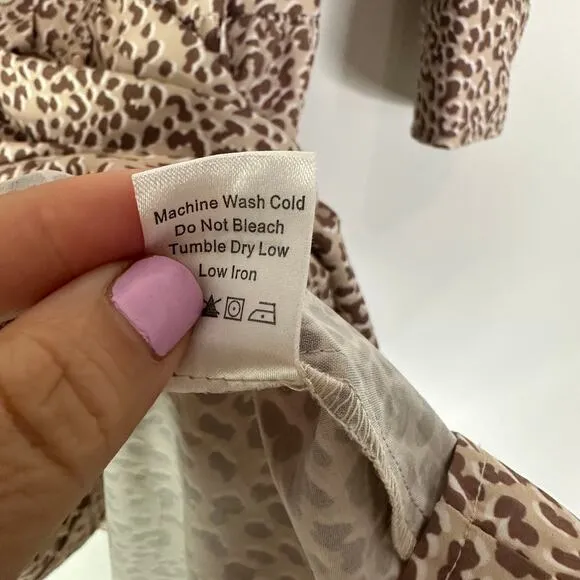 Machine Wash Cold
Do Not Bleach
Tumble Dry Low
Low Iron